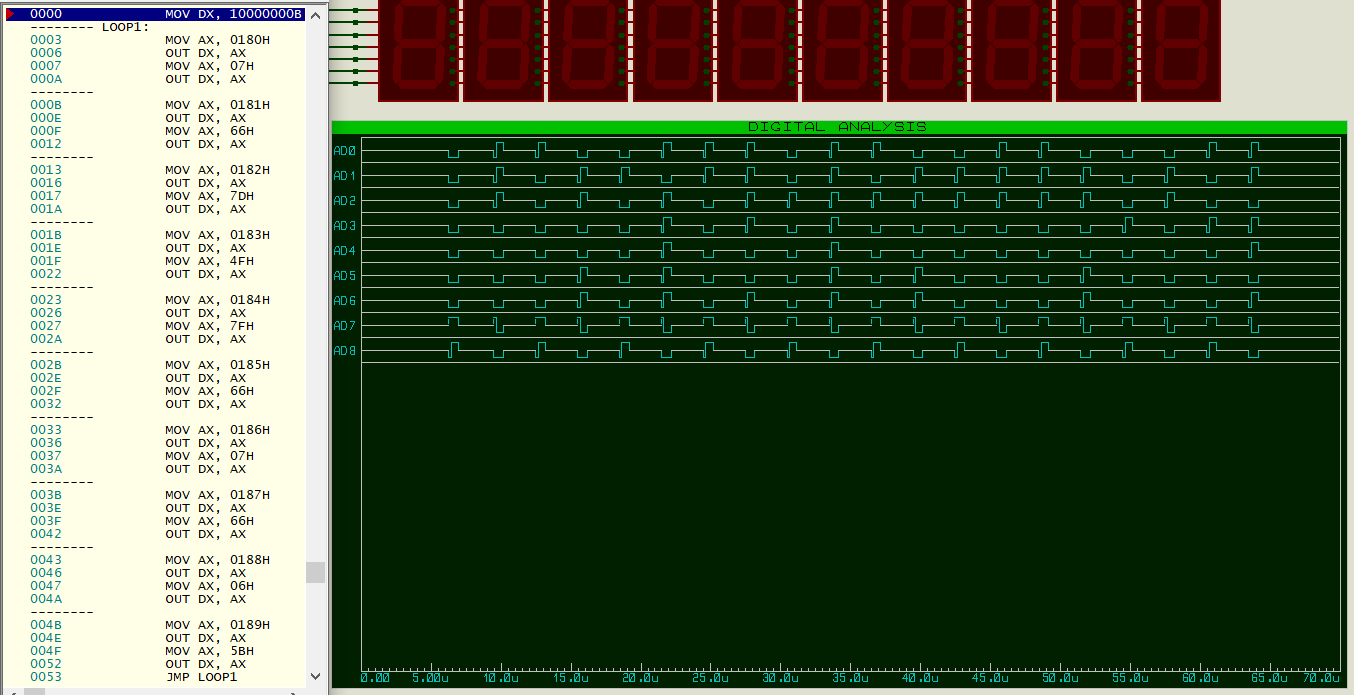 0000 MOV DX, 10000000B
-------- LOOP1:
0003 MOV AX, 0180H
0006 OUT DX, AX
0007 MOV AX, 07H
000A OUT DX, AX
--------
000B MOV AX, 0181H
000E OUT DX, AX
000F MOV AX, 66H
0012 OUT DX, AX
--------
0013 MOV AX, 0182H
0016 OUT DX, AX
0017 MOV AX, 7DH
001A OUT DX, AX
--------
001B MOV AX, 0183H
001E OUT DX, AX
001F MOV AX, 4FH
0022 OUT DX, AX
--------
0023 MOV AX, 0184H
0026 OUT DX, AX
0027 MOV AX, 7FH
002A OUT DX, AX
--------
002B MOV AX, 0185H
002E OUT DX, AX
002F MOV AX, 66H
0032 OUT DX, AX
--------
0033 MOV AX, 0186H
0036 OUT DX, AX
0037 MOV AX, 07H
003A OUT DX, AX
--------
003B MOV AX, 0187H
003E OUT DX, AX
003F MOV AX, 66H
0042 OUT DX, AX
--------
0043 MOV AX, 0188H
0046 OUT DX, AX
0047 MOV AX, 06H
004A OUT DX, AX
--------
004B MOV AX, 0189H
004E OUT DX, AX
004F MOV AX, 5BH
0052 OUT DX, AX
0053 JMP LOOP1
DIGITAL ANALYSIS
AD0
AD1
AD2
AD3
AD4
AD5
AD6
AD7
AD8
0.00 5.00u 10.0u 15.0u 20.0u 25.0u 30.0u 35.0u 40.0u 45.0u 50.0u 55.0u 60.0u 65.0u 70.0u